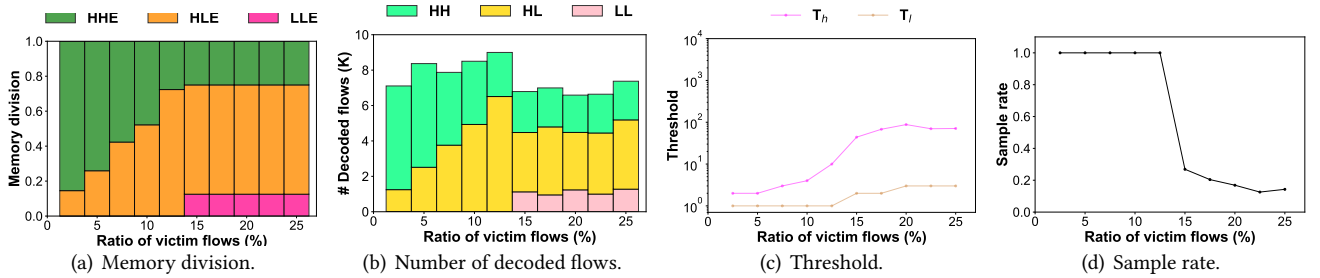 HHE HLE LLE
Memory division
1.0
0.8
0.6
0.4
0.2
0.0
0 5 10 15 20 25
Ratio of victim flows (%)
(a) Memory division.
HH HL LL
# Decoded flows (K)
10
8
6
4
2
0
0 5 10 15 20 25
Ratio of victim flows (%)
(b) Number of decoded flows.
Th Tl
Threshold
10^4
10^3
10^2
10^1
10^0
0 5 10 15 20 25
Ratio of victim flows (%)
(c) Threshold.
Sample rate
1.0
0.8
0.6
0.4
0.2
0.0
0 5 10 15 20 25
Ratio of victim flows (%)
(d) Sample rate.